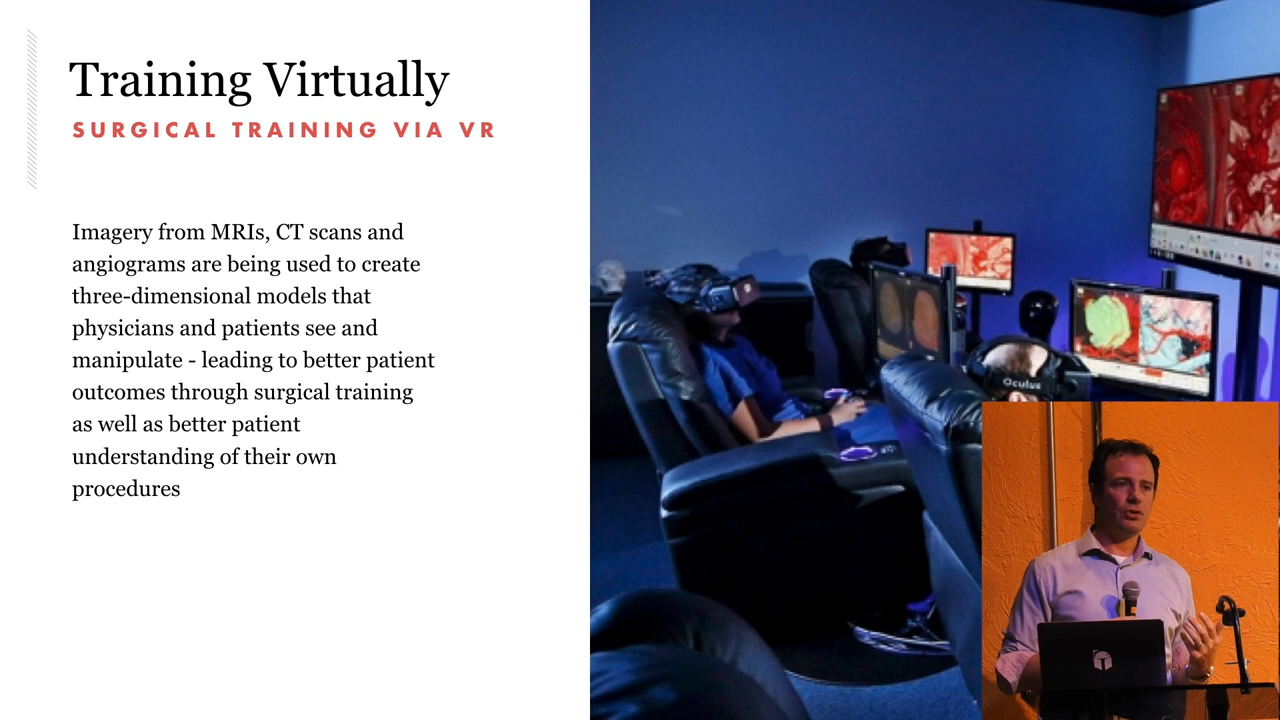 Training Virtually
SURGICAL TRAINING VIA VR
Imagery from MRIs, CT scans and
angiograms are being used to create
three-dimensional models that
physicians and patients see and
manipulate - leading to better patient
outcomes through surgical training
as well as better patient
understanding of their own
procedures
Oculus